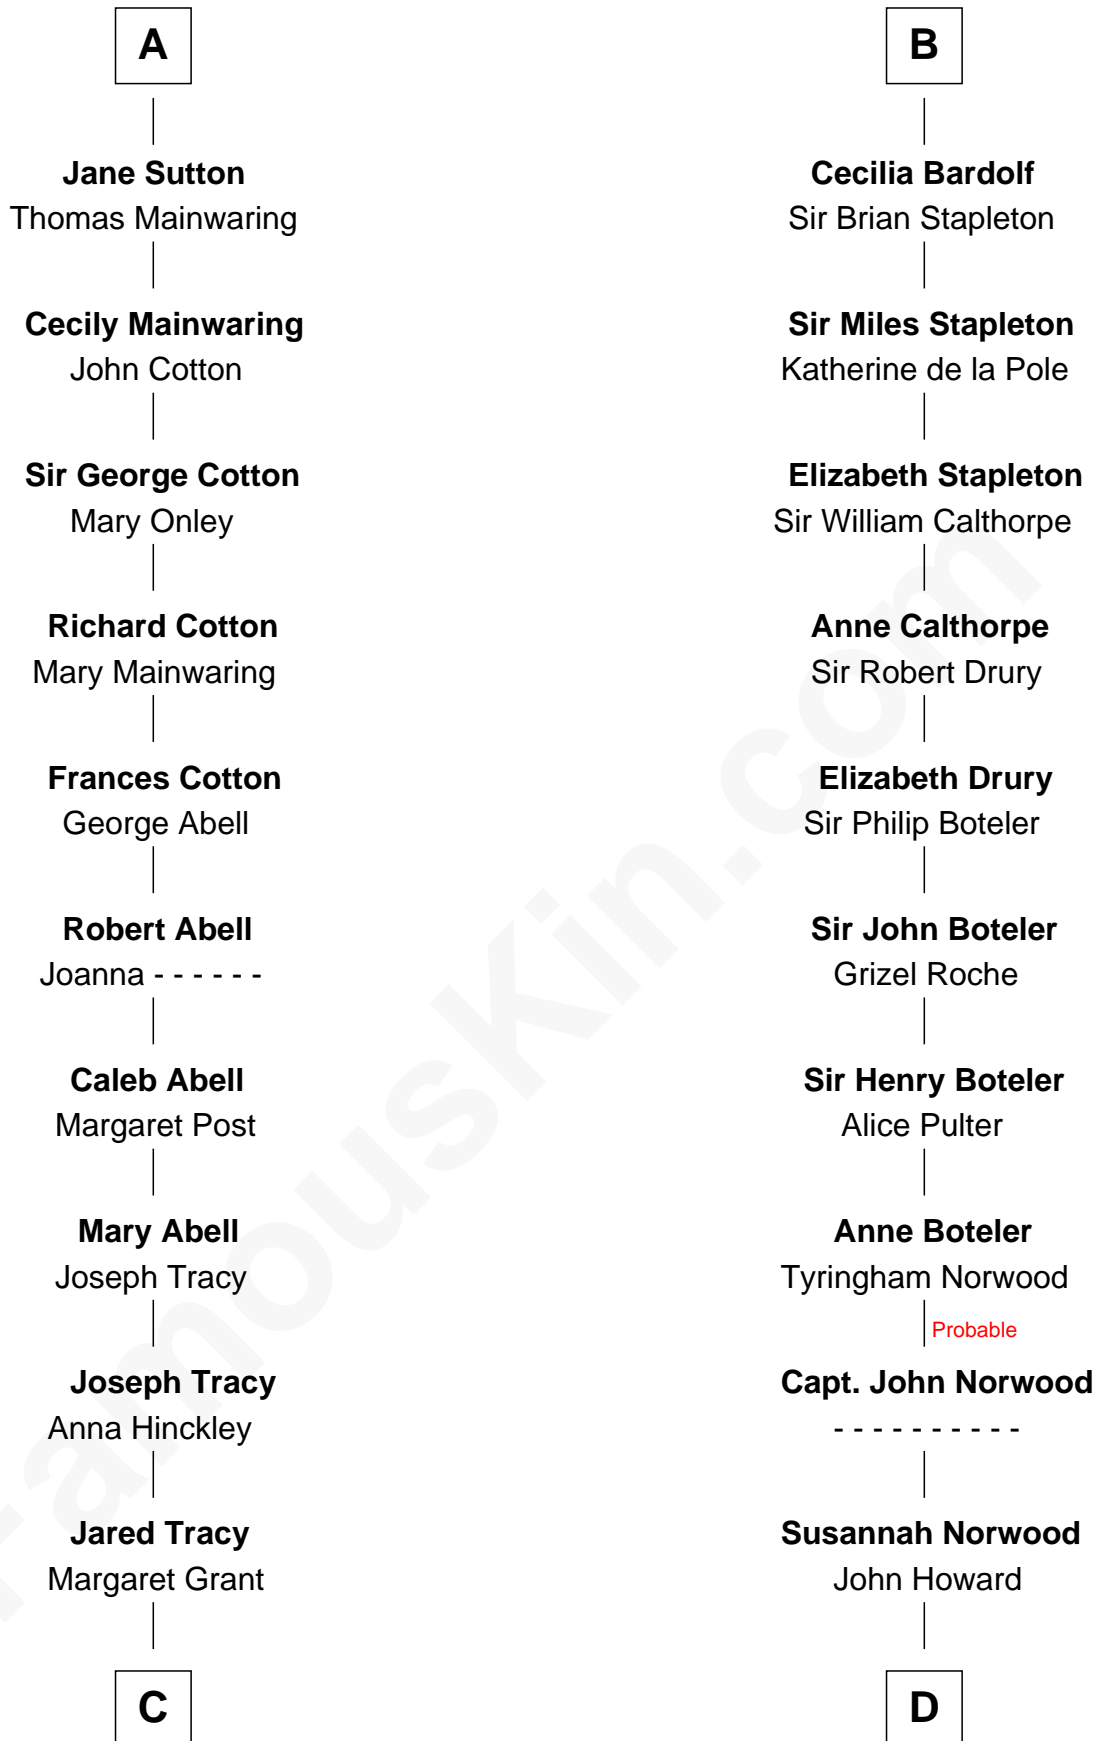 A
Jane Sutton
Thomas Mainwaring
Cecily Mainwaring
John Cotton
Sir George Cotton
Mary Onley
Richard Cotton
Mary Mainwaring
Frances Cotton
George Abell
Robert Abell
Joanna - - - - - -
Caleb Abell
Margaret Post
Mary Abell
Joseph Tracy
Joseph Tracy
Anna Hinckley
Jared Tracy
Margaret Grant
C
B
Cecilia Bardolf
Sir Brian Stapleton
Sir Miles Stapleton
Katherine de la Pole
Elizabeth Stapleton
Sir William Calthorpe
Anne Calthorpe
Sir Robert Drury
Elizabeth Drury
Sir Philip Boteler
Sir John Boteler
Grizel Roche
Sir Henry Boteler
Alice Pulter
Anne Boteler
Tyringham Norwood
Probable
Capt. John Norwood
- - - - - - - - - -
Susannah Norwood
John Howard
D
FamousKin.com